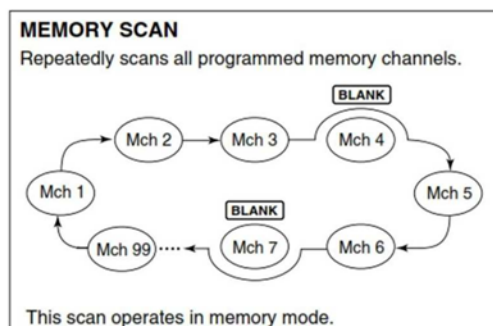 MEMORY SCAN
Repeatedly scans all programmed memory channels.
BLANK
Mch 2
Mch 3
Mch 4
Mch 1
Mch 5
BLANK
Mch 99
Mch 7
Mch 6
This scan operates in memory mode.